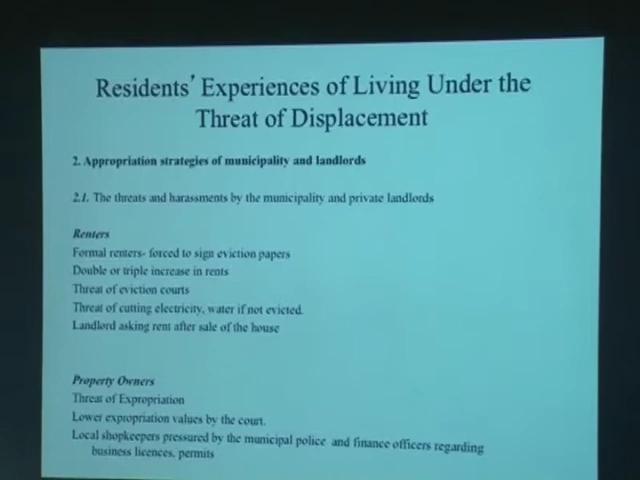 Residents' Experiences of Living Under the
Threat of Displacement
2. Appropriation strategies of municipality and landlords
2.1. The threats and harassments by the municipality and private landlords
Renters
Formal renters- forced to sign eviction papers
Double or triple increase in rents
Threat of eviction courts
Threat of cutting electricity, water if not evicted.
Landlord asking rent after sale of the house
Property Owners
Threat of Expropriation
Lower expropriation values by the court.
Local shopkeepers pressured by the municipal police and finance officers regarding
business licences, permits